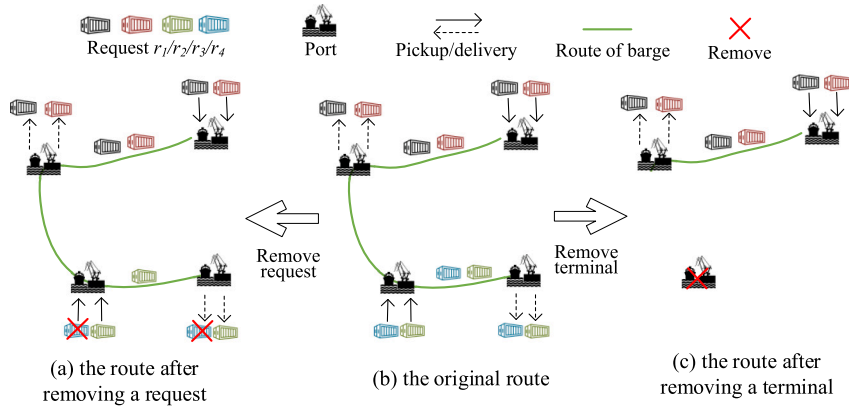 Request r1/r2/r3/r4
Port
Pickup/delivery
Route of barge
Remove
Remove
request
Remove
terminal
(a) the route after
removing a request
(b) the original route
(c) the route after
removing a terminal